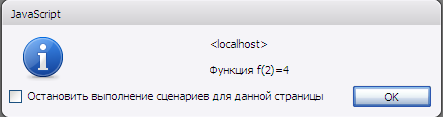 JavaScript
<localhost>
Функция f(2)=4
Остановить выполнение сценариев для данной страницы
OK